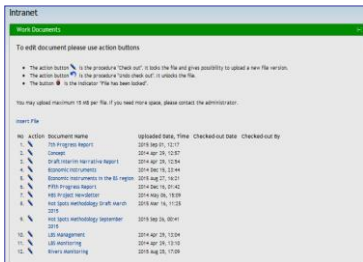 Intranet
Work Documents
To edit document please use action buttons
The action button is the procedure "Check out". It locks the file and gives possibility to upload a new file version.
The action button is the procedure "Undo check out". It unlocks the file.
The button is the indicator "File has been locked".
You may upload maximum 15 MB per file. If you need more space, please contact the administrator.
Insert File
No Action Document Name Uploaded Date, Time Checked-out Date Checked-out By
1. 7th Progress Report 2015 Sep 01, 12:17
2. Concept 2014 Apr 29, 12:57
3. Draft Interim Narrative Report 2014 Apr 29, 12:54
4. Economic Instruments 2014 Dec 15, 23:44
5. Economic Instruments in the BS region 2015 Aug 27, 16:21
6. Fifth Progress Report 2014 Dec 16, 01:42
7. HBS Project Newsletter 2014 May 06, 15:39
8. Hot Spots Methodology Draft March 2015 Mar 16, 11:25
2015
9. Hot Spots Methodology September 2015 Sep 26, 00:41
2015
10. LBS Management 2014 Apr 29, 13:04
11. LBS Monitoring 2014 Apr 29, 13:10
12. Rivers Monitoring 2015 Aug 25, 17:09